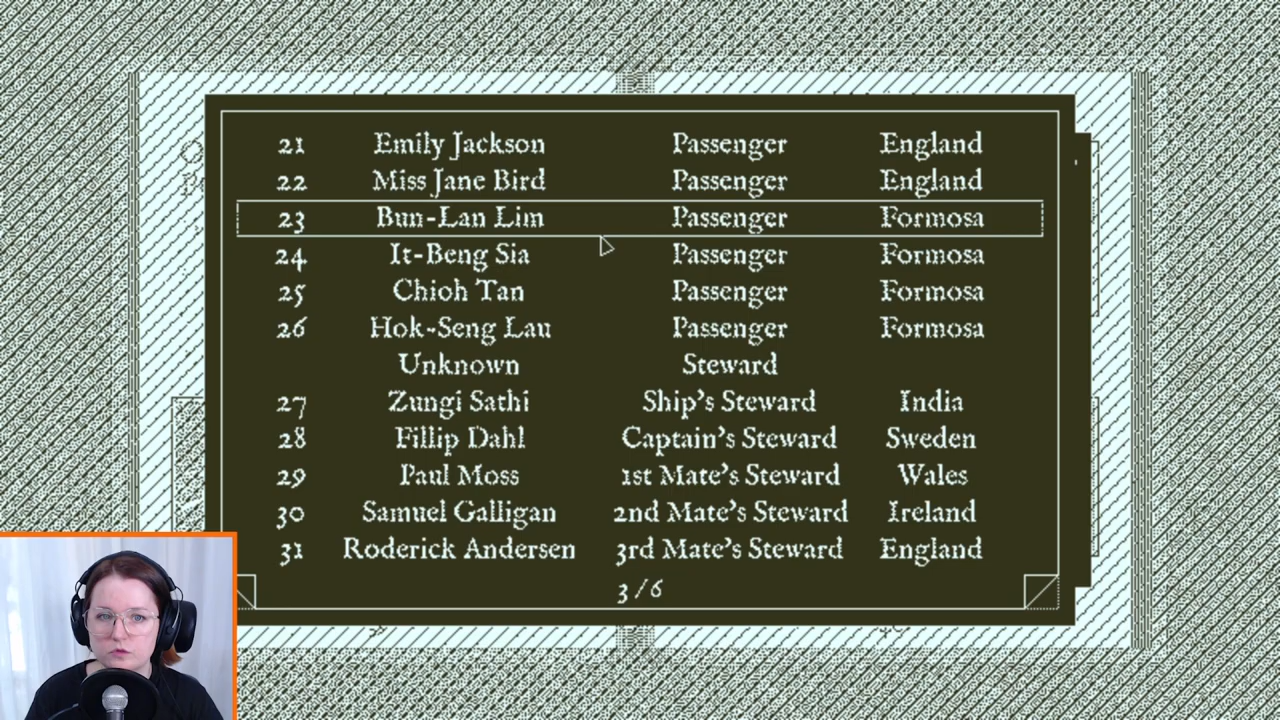 21 Emily Jackson Passenger England
22 Miss Jane Bird Passenger England
23 Bun-Lan Lim Passenger Formosa
24 It-Beng Sia Passenger Formosa
25 Chioh Tan Passenger Formosa
26 Hok-Seng Lau Passenger Formosa
Unknown Steward
27 Zungi Sathi Ship's Steward India
28 Fillip Dahl Captain's Steward Sweden
29 Paul Moss 1st Mate's Steward Wales
30 Samuel Galligan 2nd Mate's Steward Ireland
31 Roderick Andersen 3rd Mate's Steward England
3/6